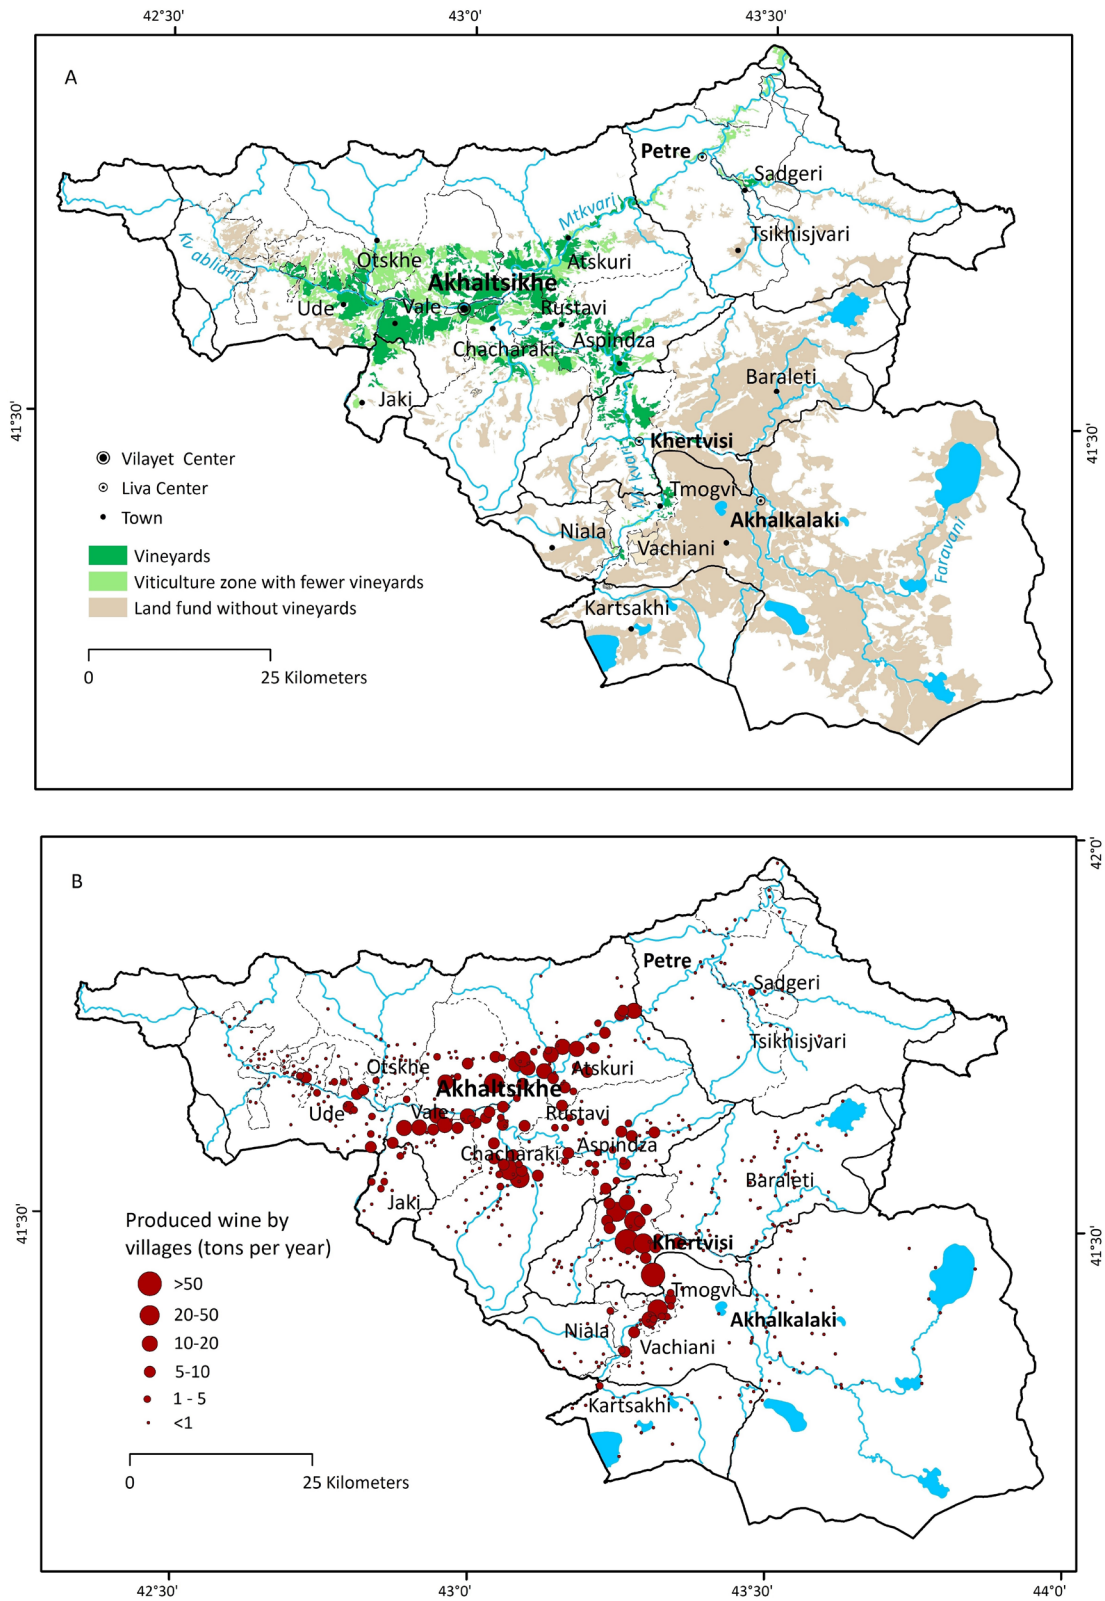 42°30'
43°0'
43°30'
A
Petre
Sadgeri
Mtkvari
Tsikhisjvari
Kvabliani
Otskhe
Atskuri
Akhaltsikhe
Ude
Vale
Rustavi
Chacharaki
Aspindza
Baraleti
Jaki
41°30'
41°30'
Khertvisi
Mtkvari
Vilayet Center
Liva Center
Town
Tmogvi
Akhalkalaki
Niala
Vachiani
Faravani
Vineyards
Viticulture zone with fewer vineyards
Land fund without vineyards
Kartsakhi
0
25 Kilometers
42°0'
B
Petre
Sadgeri
Tsikhisjvari
Otskhe
Atskuri
Akhaltsikhe
Ude
Vale
Rustavi
Chacharaki
Aspindza
Baraleti
Jaki
41°30'
41°30'
Produced wine by
villages (tons per year)
Khertvisi
>50
20-50
10-20
5-10
1 - 5
<1
Tmogvi
Akhalkalaki
Niala
Vachiani
Kartsakhi
0
25 Kilometers
42°30'
43°0'
43°30'
44°0'